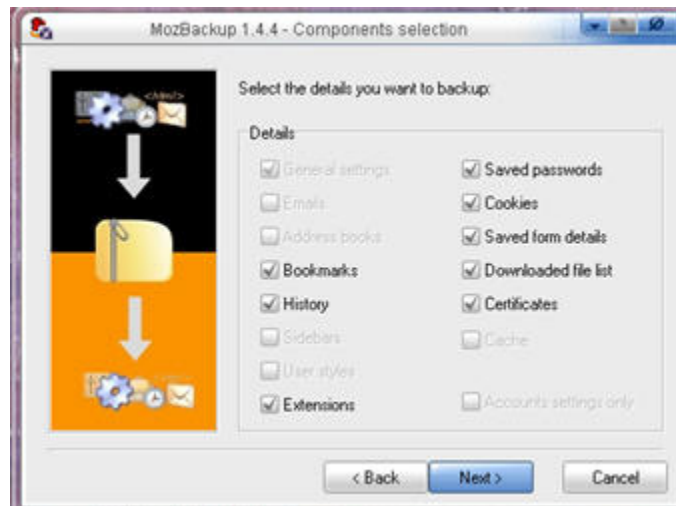 MozBackup 1.4.4 - Components selection
Select the details you want to backup:
Details
General settings
Emails
Address books
Bookmarks
History
Sidebars
User styles
Extensions
Saved passwords
Cookies
Saved form details
Downloaded file list
Certificates
Cache
Accounts settings only
< Back
Next >
Cancel